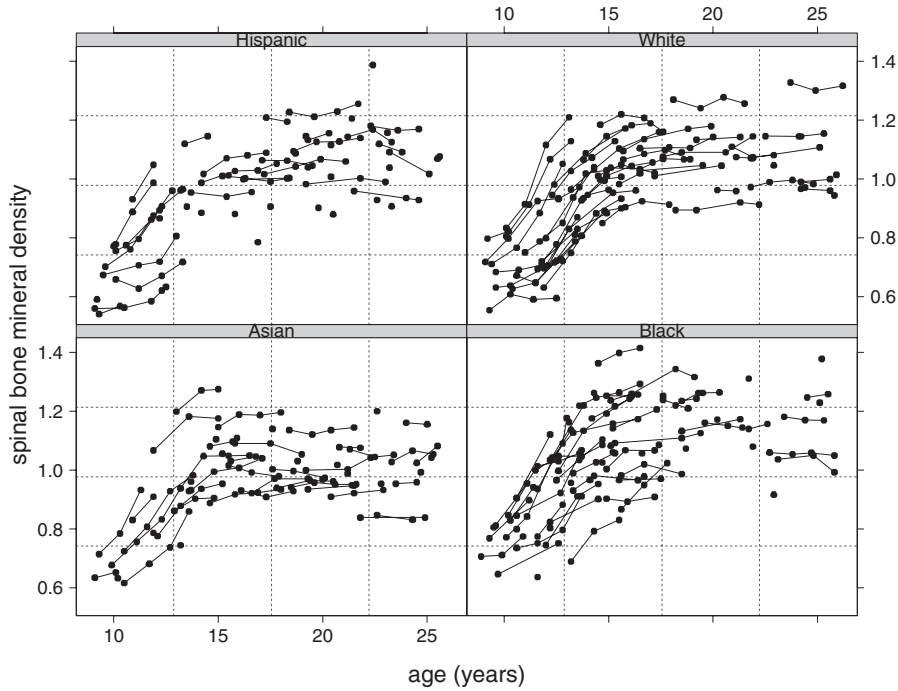 10 15 20 25
Hispanic White
1.4
1.2
1.0
0.8
0.6
Asian Black
1.4
1.2
1.0
0.8
0.6
10 15 20 25
spinal bone mineral density
age (years)